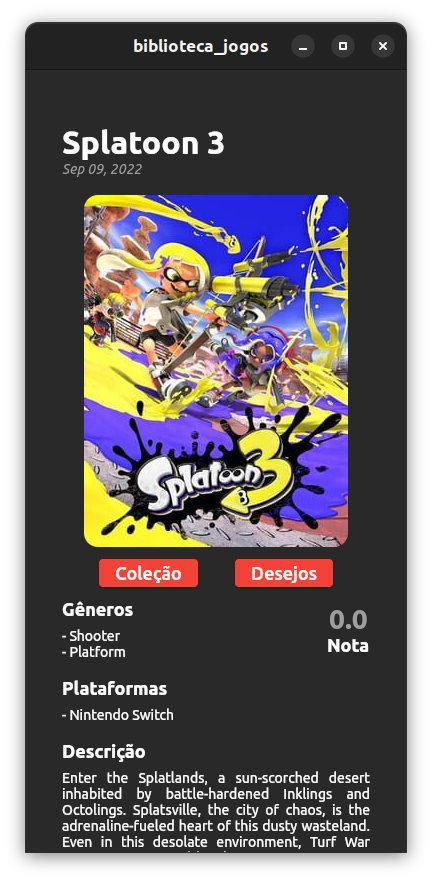 biblioteca_jogos
Splatoon 3
Sep 09, 2022
Splatoon 3
3
Coleção
Desejos
Gêneros
- Shooter
- Platform
0.0
Nota
Plataformas
- Nintendo Switch
Descrição
Enter the Splatlands, a sun-scorched desert
inhabited by battle-hardened Inklings and
Octolings. Splatsville, the city of chaos, is the
adrenaline-fueled heart of this dusty wasteland.
Even in this desolate environment, Turf War